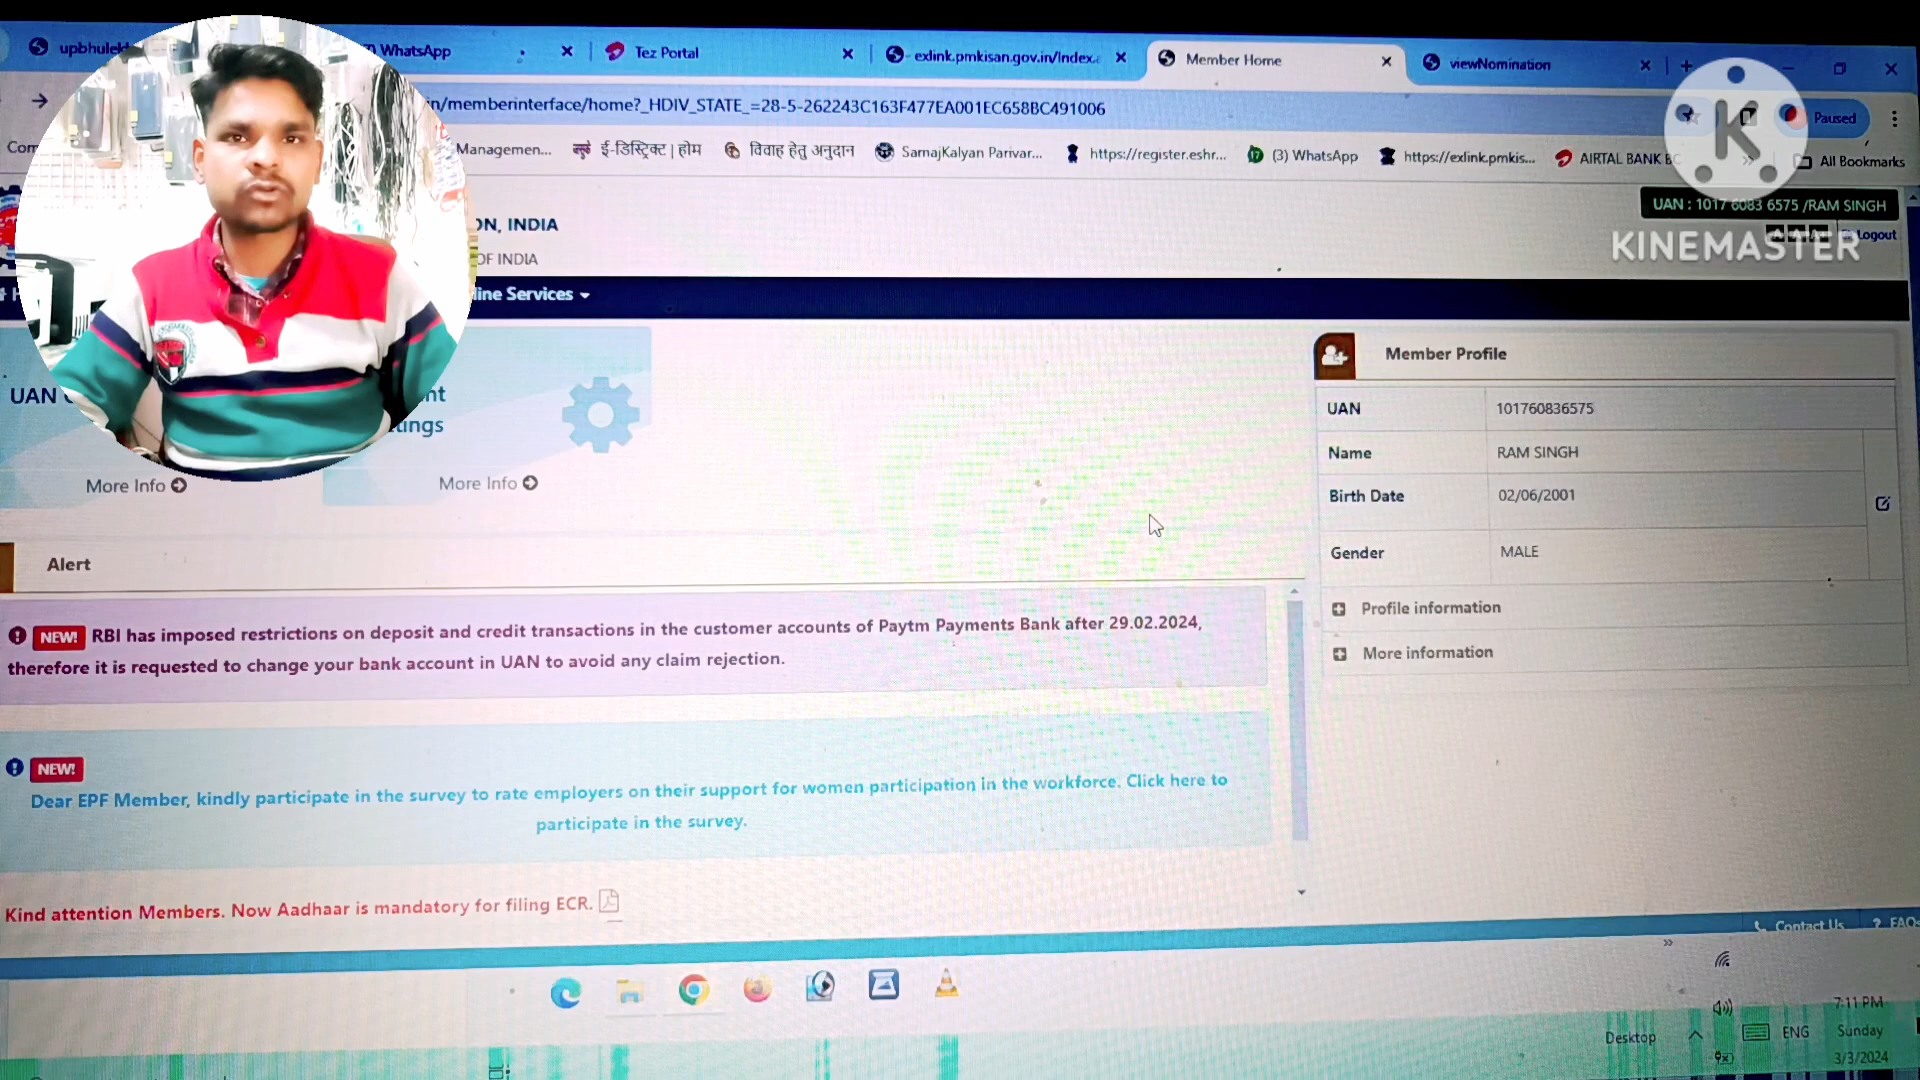 WhatsApp
Tez Portal
exlink.pmkisan.gov.in/Index.
Member Home
viewNomination
in/memberinterface/home?_HDIV_STATE_=28-5-262243C163F477EA001EC658BC491006
Paused
Managemen...
ई-डिस्ट्रिक्ट | होम
विवाह हेतु अनुदान
SamajKalyan Parivar...
https://register.eshr...
(3) WhatsApp
https://exlink.pmkis...
AIRTAL BANK
All Bookmarks
UAN : 1017 6083 6575 /RAM SINGH
ON, INDIA
Logout
KINEMASTER
OF INDIA
line Services
Member Profile
UAN
UAN 101760836575
Name RAM SINGH
Birth Date 02/06/2001
Gender MALE
More Info
More Info
Profile information
More information
Alert
NEW! RBI has imposed restrictions on deposit and credit transactions in the customer accounts of Paytm Payments Bank after 29.02.2024,
therefore it is requested to change your bank account in UAN to avoid any claim rejection.
NEW!
Dear EPF Member, kindly participate in the survey to rate employers on their support for women participation in the workforce. Click here to
participate in the survey.
Kind attention Members. Now Aadhaar is mandatory for filing ECR.
Contact Us
? FAQ
7:11 PM
Desktop
ENG
Sunday
3/3/2024